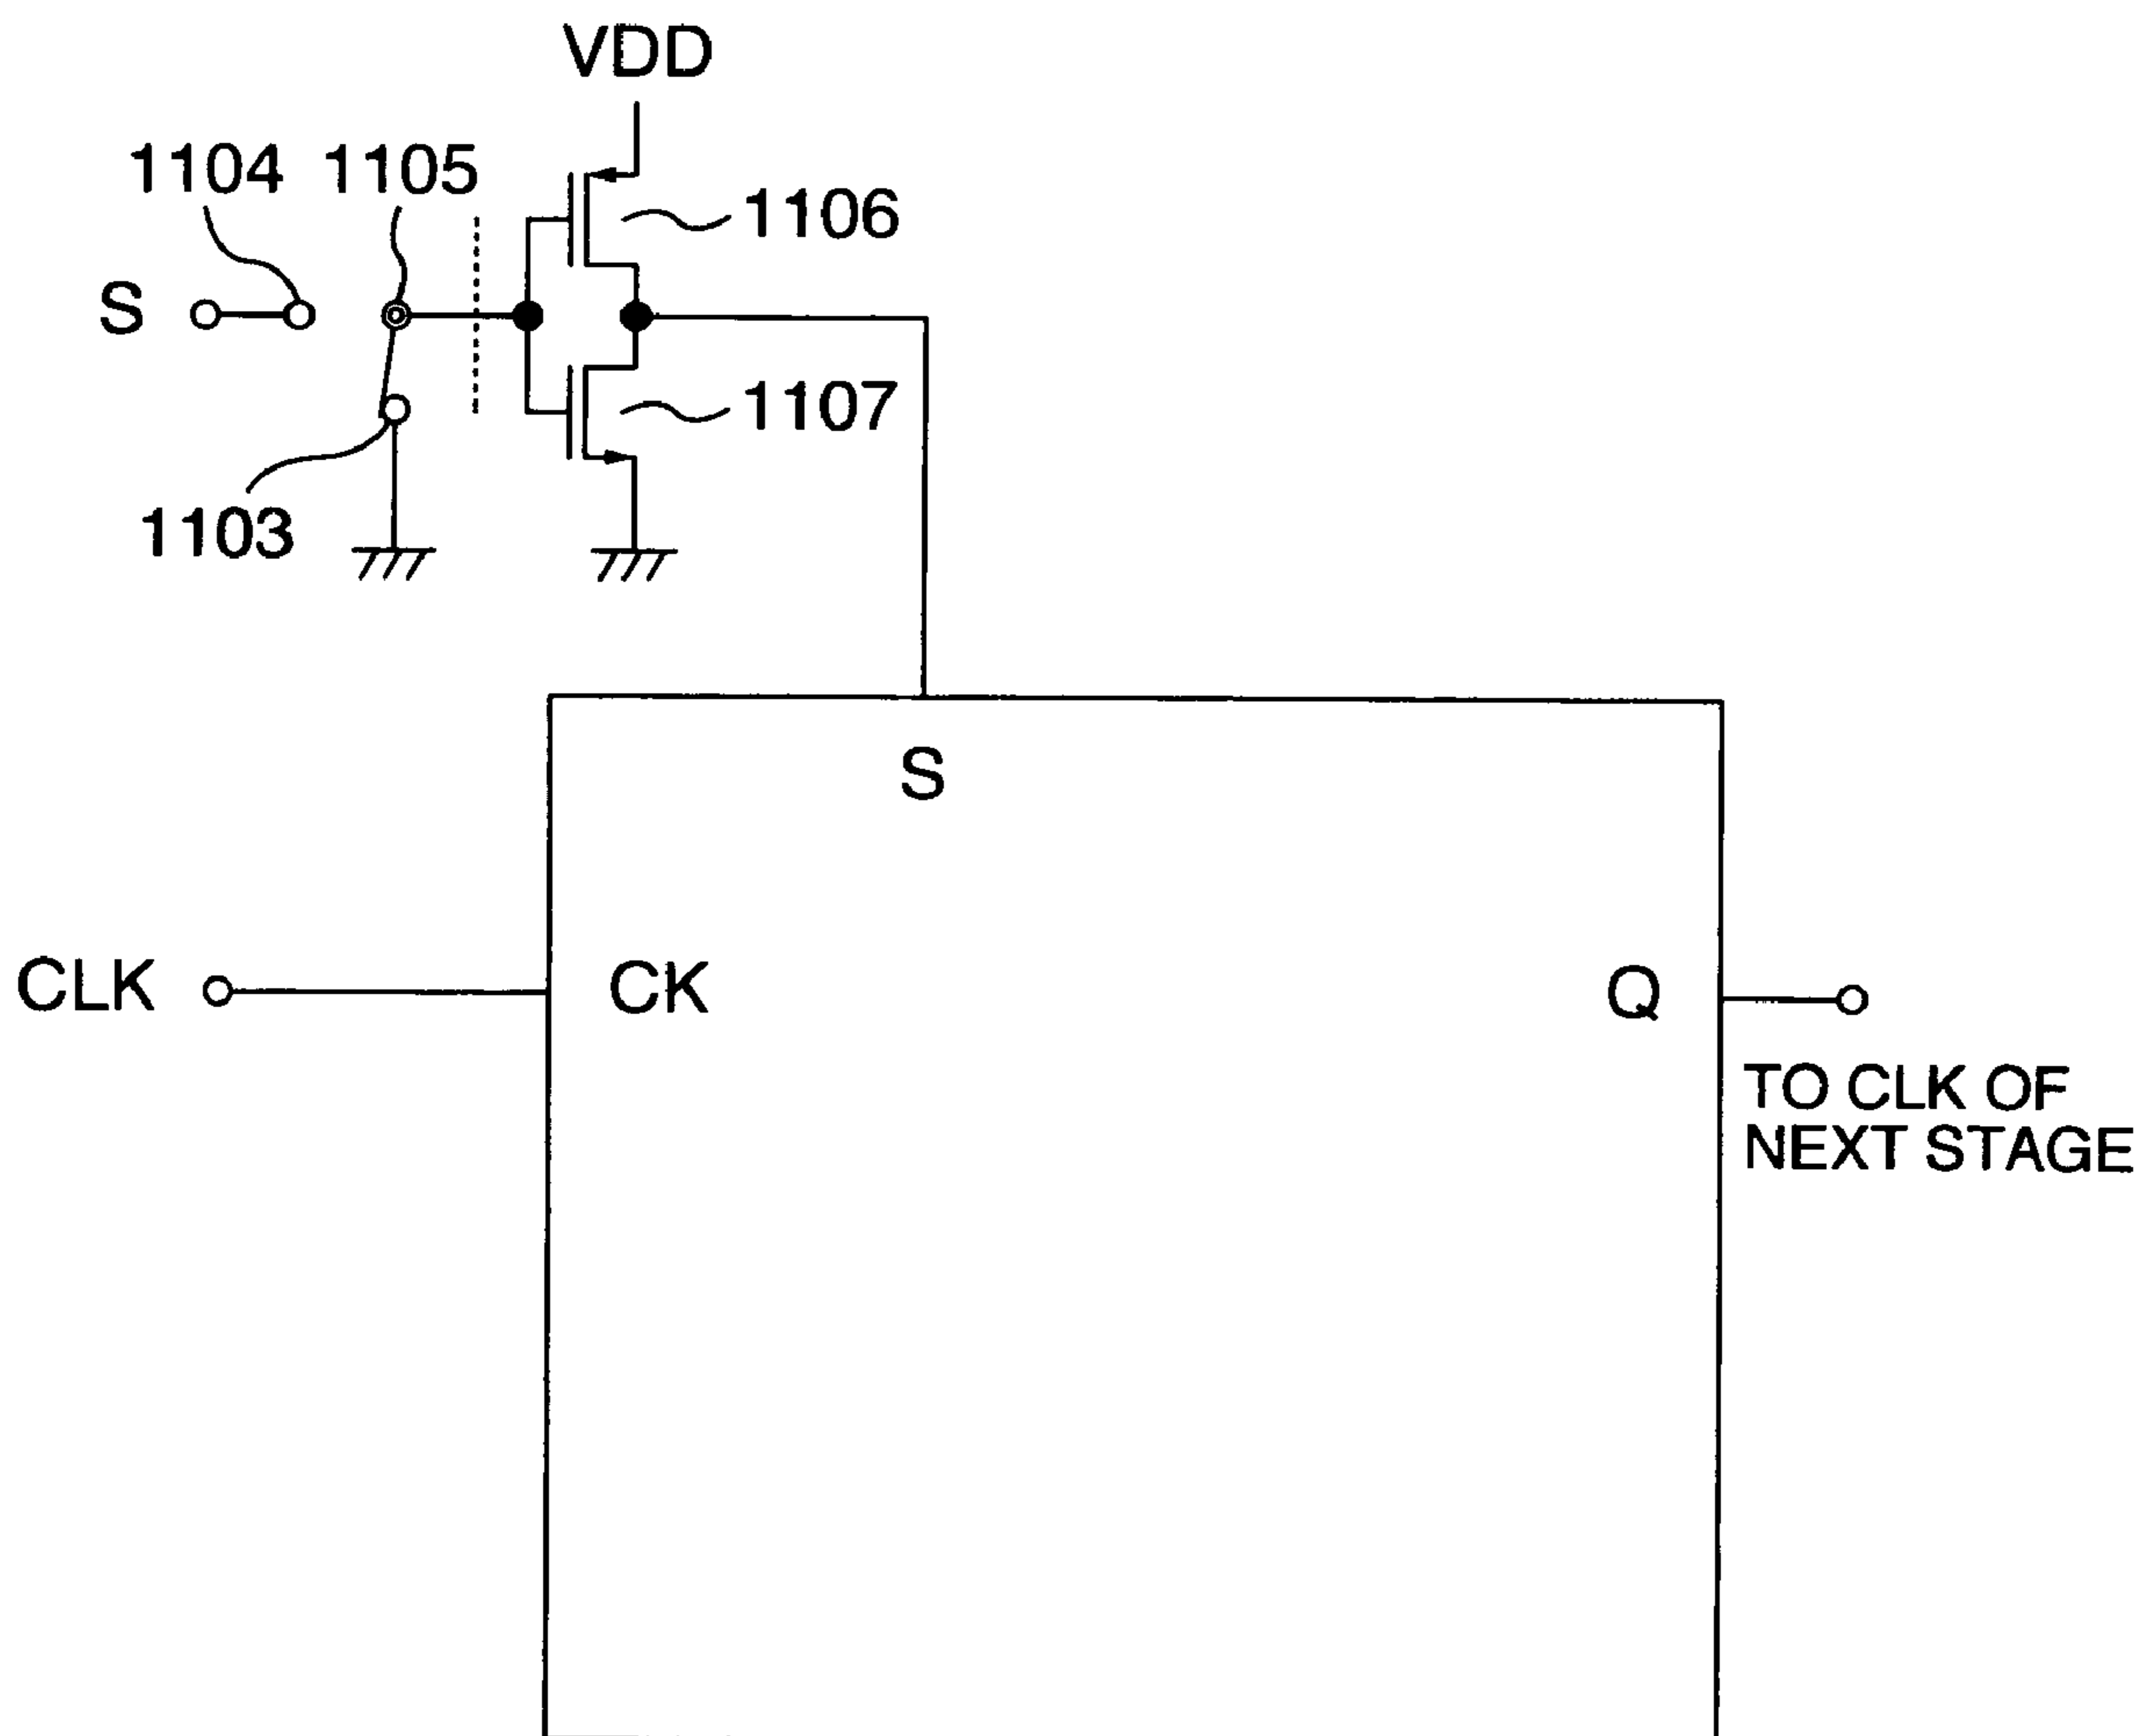 VDD
1104 1105
1106
S
1107
1103
S
CLK
CK
Q
TO CLK OF
NEXT STAGE